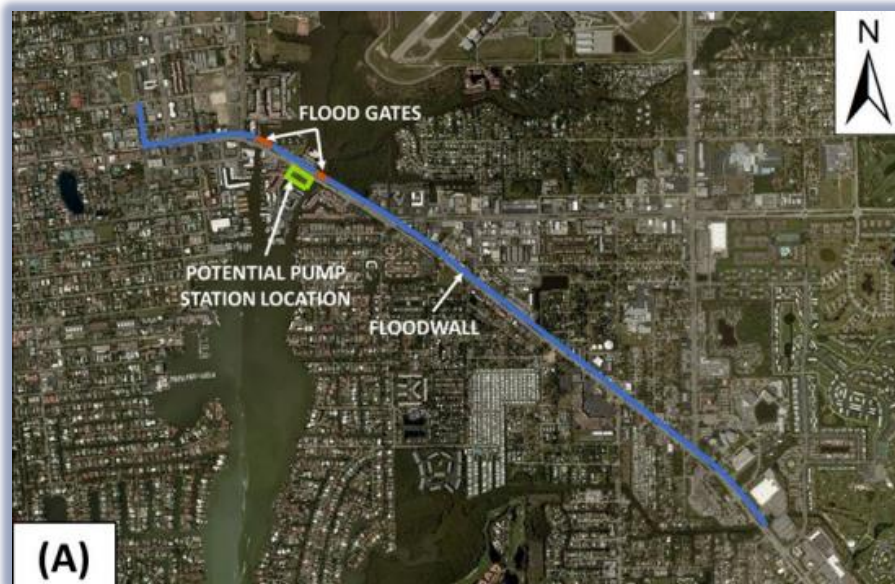 N
FLOOD GATES
POTENTIAL PUMP
STATION LOCATION
FLOODWALL
(A)